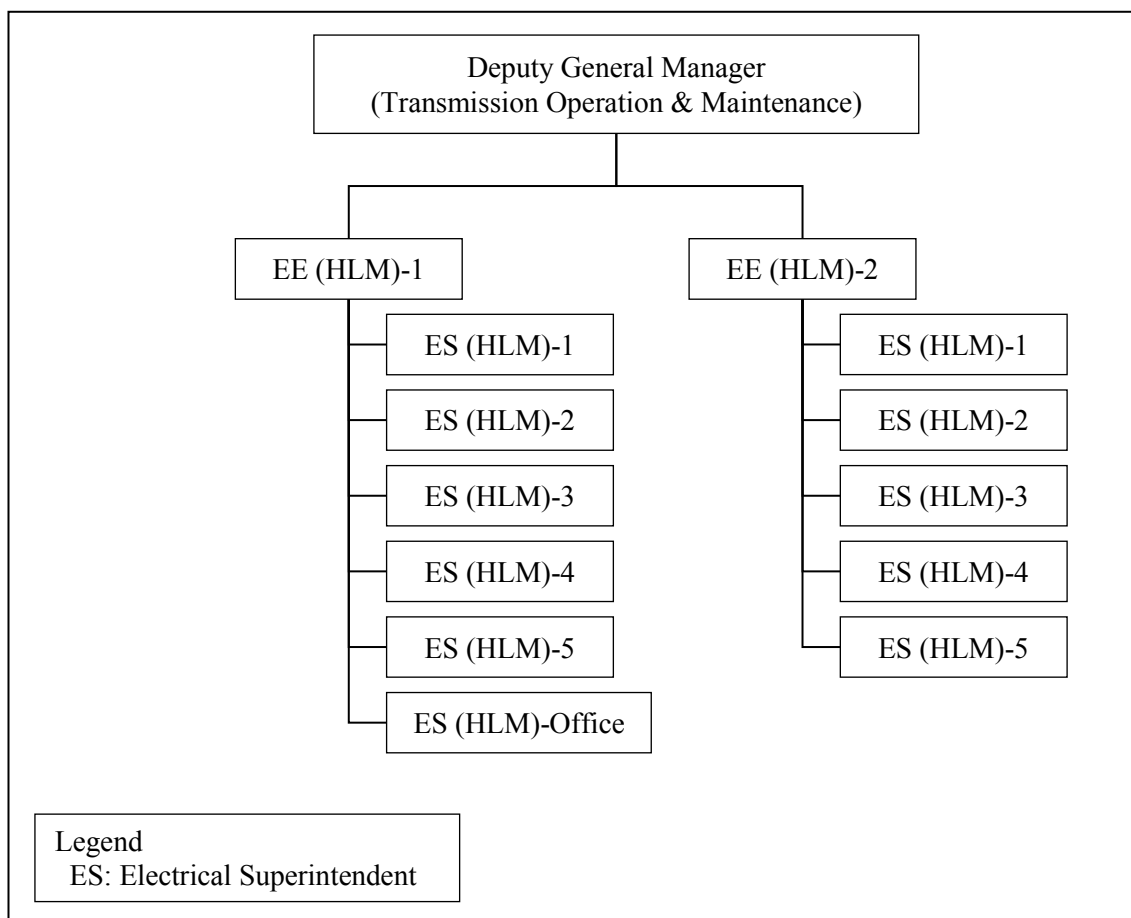 Deputy General Manager
(Transmission Operation & Maintenance)
EE (HLM)-1
ES (HLM)-1
ES (HLM)-2
ES (HLM)-3
ES (HLM)-4
ES (HLM)-5
ES (HLM)-Office
EE (HLM)-2
ES (HLM)-1
ES (HLM)-2
ES (HLM)-3
ES (HLM)-4
ES (HLM)-5
Legend
ES: Electrical Superintendent